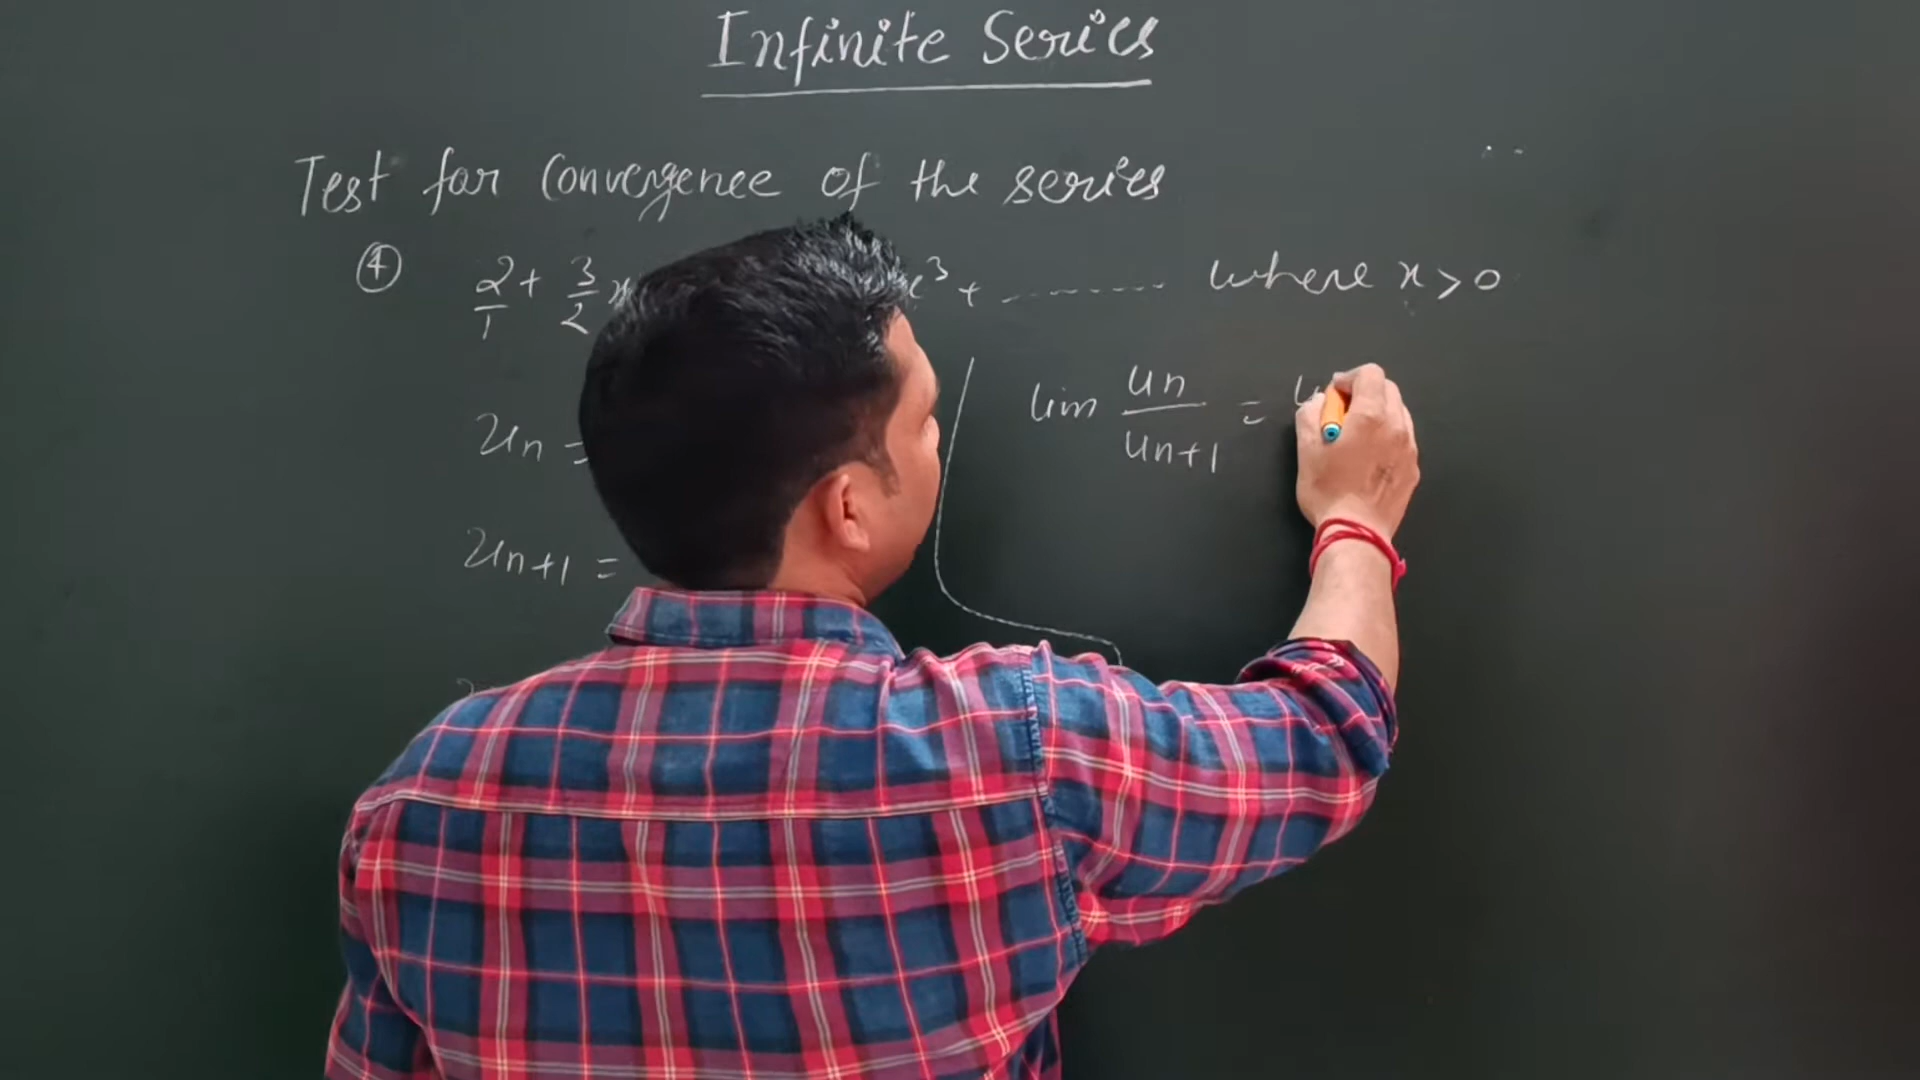 Infinite Series
Test for Convergence of the series
④ 2/1 + 3/2 x³ + -------- where x > 0
un =
lim un/un+1 =
un+1 =